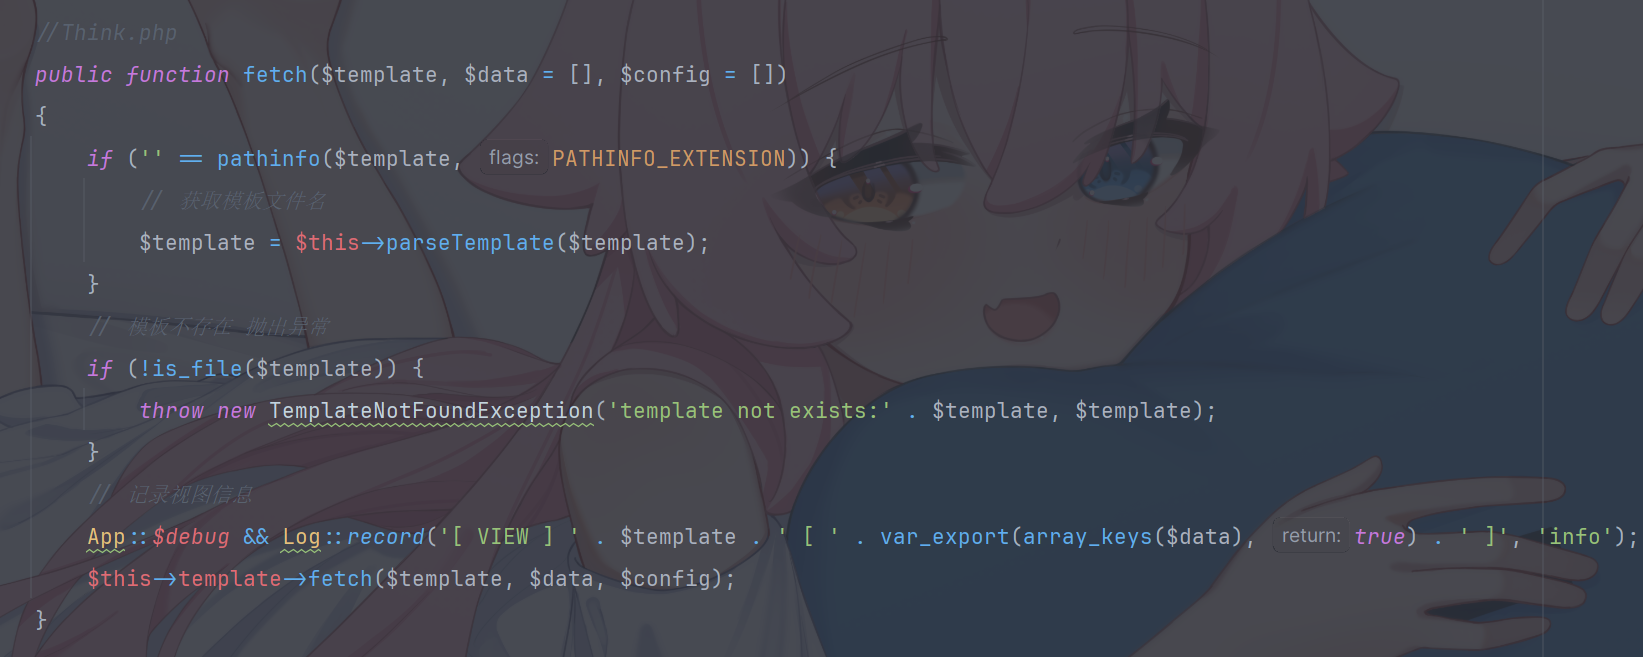 //Think.php
public function fetch($template, $data = [], $config = [])
{
if ('' == pathinfo($template, flags: PATHINFO_EXTENSION)) {
// 获取模板文件名
$template = $this->parseTemplate($template);
}
// 模板不存在 抛出异常
if (!is_file($template)) {
throw new TemplateNotFoundException('template not exists:' . $template, $template);
}
// 记录视图信息
App::$debug && Log::record('[ VIEW ] ' . $template . ' [ ' . var_export(array_keys($data), return: true) . ' ]', 'info');
$this->template->fetch($template, $data, $config);
}